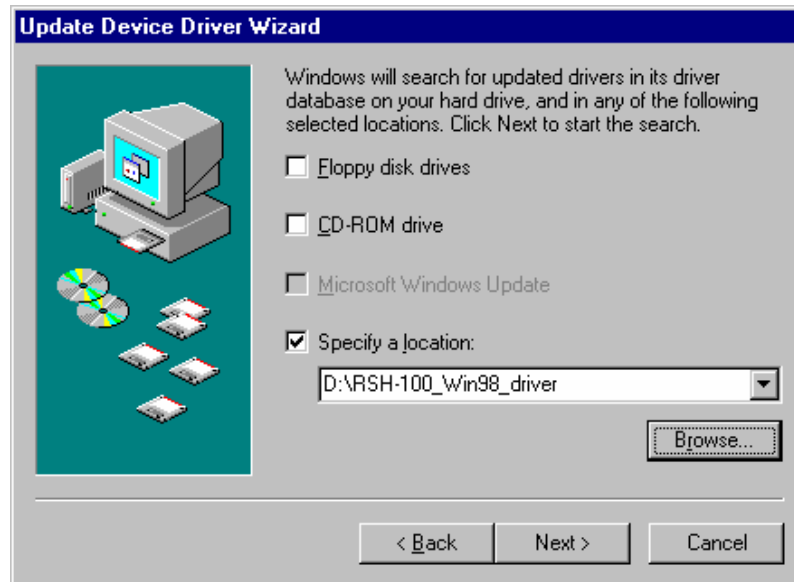 Update Device Driver Wizard
Windows will search for updated drivers in its driver
database on your hard drive, and in any of the following
selected locations. Click Next to start the search.
Floppy disk drives
CD-ROM drive
Microsoft Windows Update
Specify a location:
D:\RSH-100_Win98_driver
Browse...
< Back
Next >
Cancel